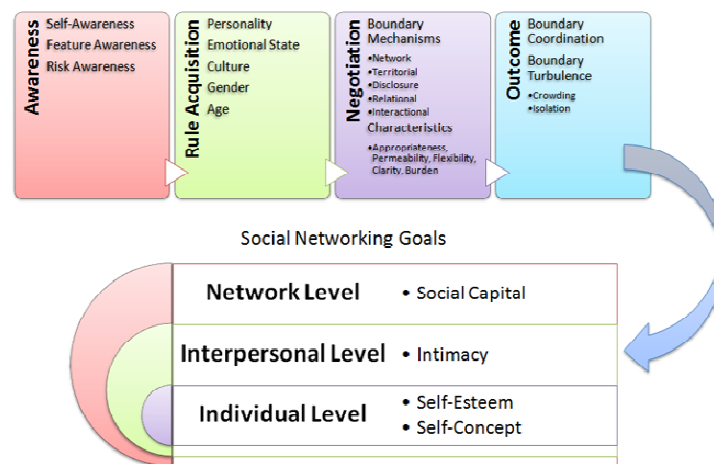 Awareness
Self-Awareness
Feature Awareness
Risk Awareness
Rule Acquisition
Personality
Emotional State
Culture
Gender
Age
Negotiation
Boundary
Mechanisms
•Network
•Territorial
•Disclosure
•Relational
•Interactional
Characteristics
•Appropriateness,
Permeability, Flexibility,
Clarity, Burden
Outcome
Boundary
Coordination
Boundary
Turbulence
•Crowding
•Isolation
Social Networking Goals
Network Level
• Social Capital
Interpersonal Level
• Intimacy
Individual Level
• Self-Esteem
• Self-Concept